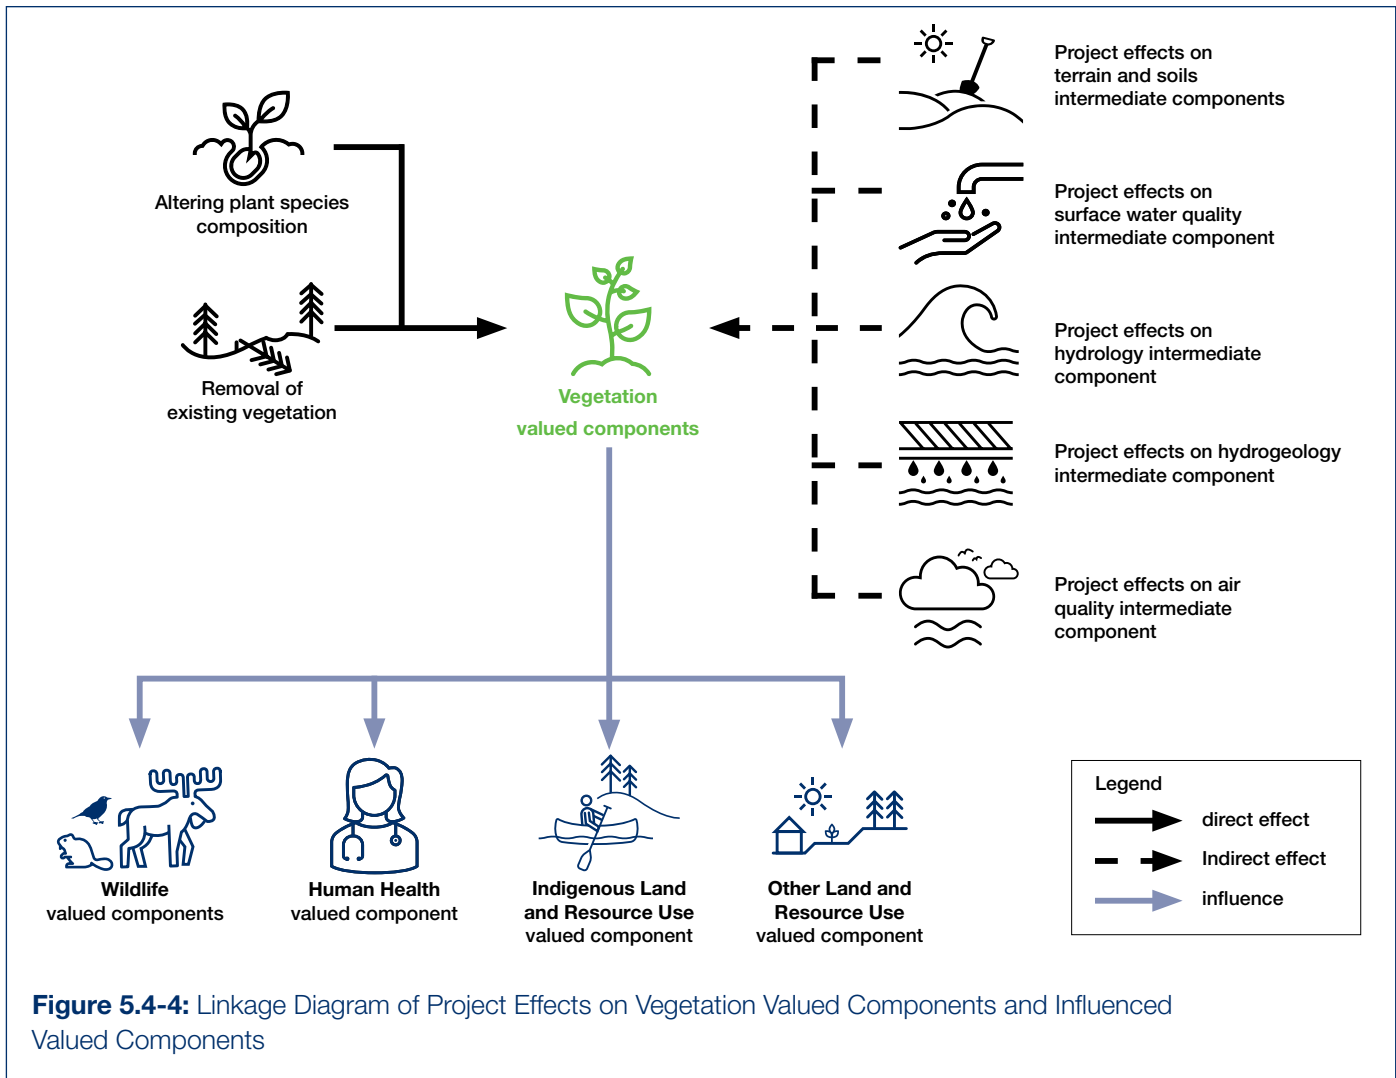 Altering plant species
composition
Removal of
existing vegetation
Vegetation
valued components
Project effects on
terrain and soils
intermediate components
Project effects on
surface water quality
intermediate component
Project effects on
hydrology intermediate
component
Project effects on hydrogeology
intermediate component
Project effects on air
quality intermediate
component
Wildlife
valued components
Human Health
valued component
Indigenous Land
and Resource Use
valued component
Other Land and
Resource Use
valued component
Legend
direct effect
Indirect effect
influence
Figure 5.4-4: Linkage Diagram of Project Effects on Vegetation Valued Components and Influenced
Valued Components